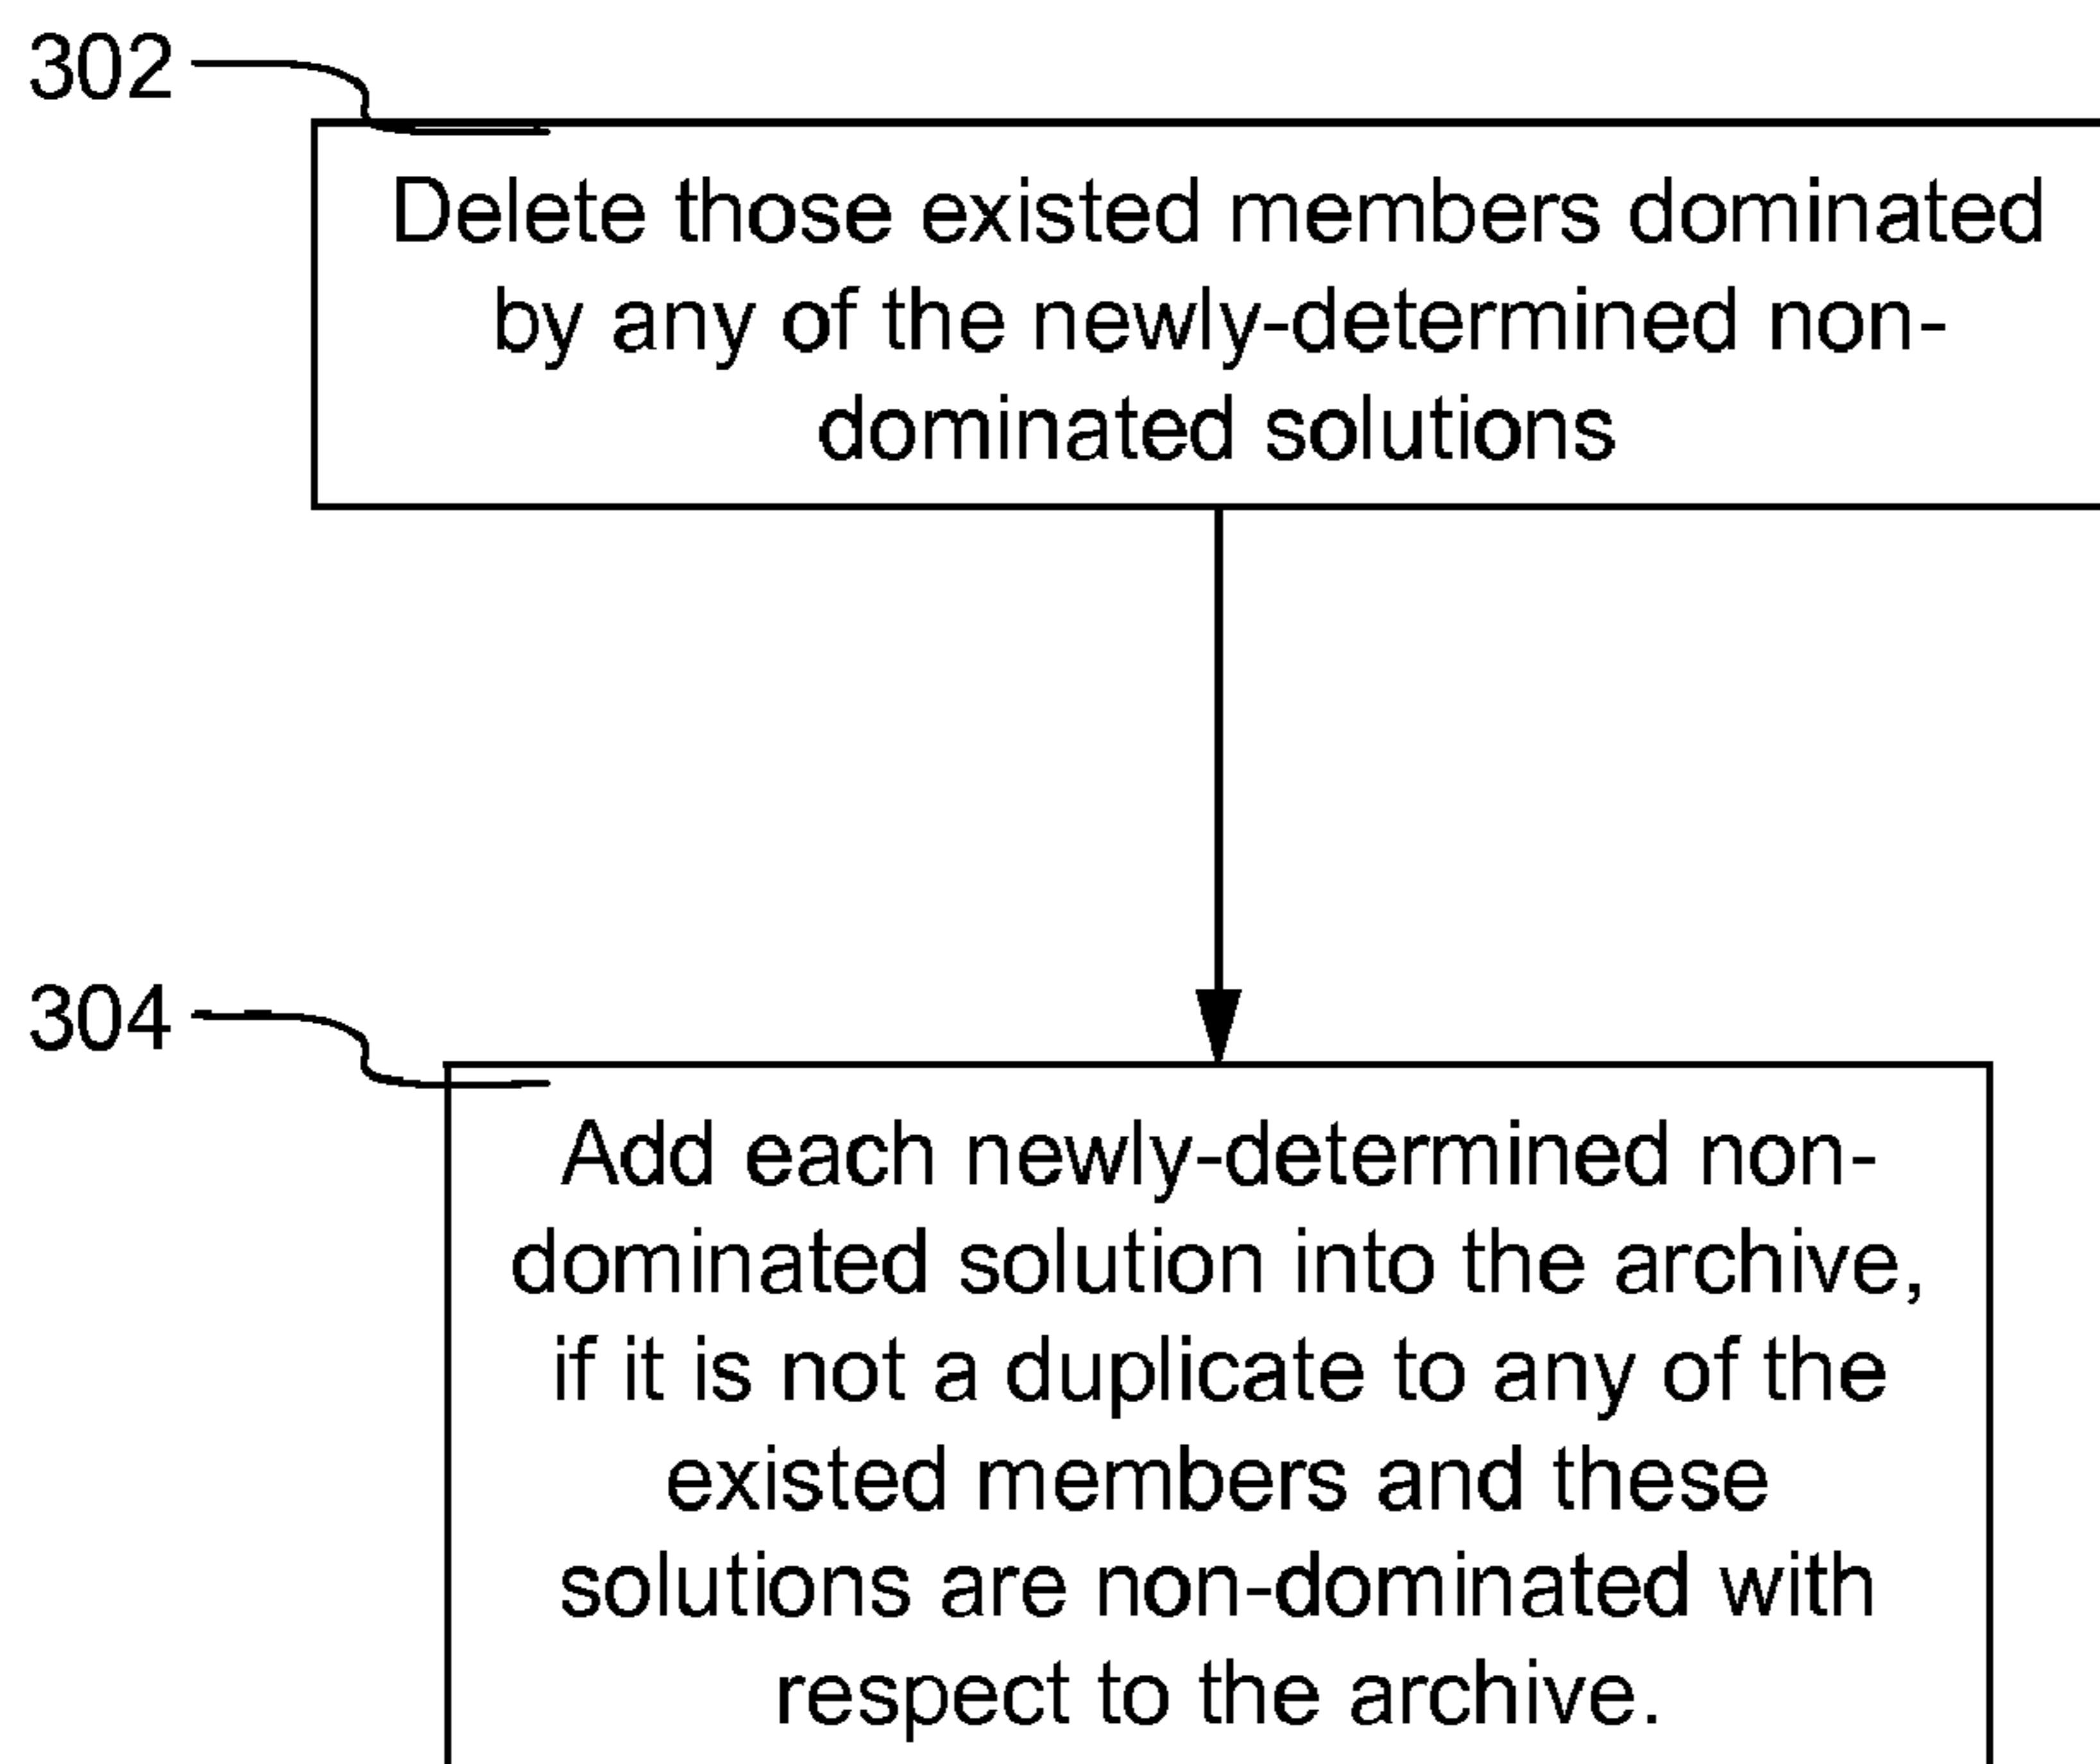 302
Delete those existed members dominated
by any of the newly-determined non-
dominated solutions
304
Add each newly-determined non-
dominated solution into the archive,
if it is not a duplicate to any of the
existed members and these
solutions are non-dominated with
respect to the archive.